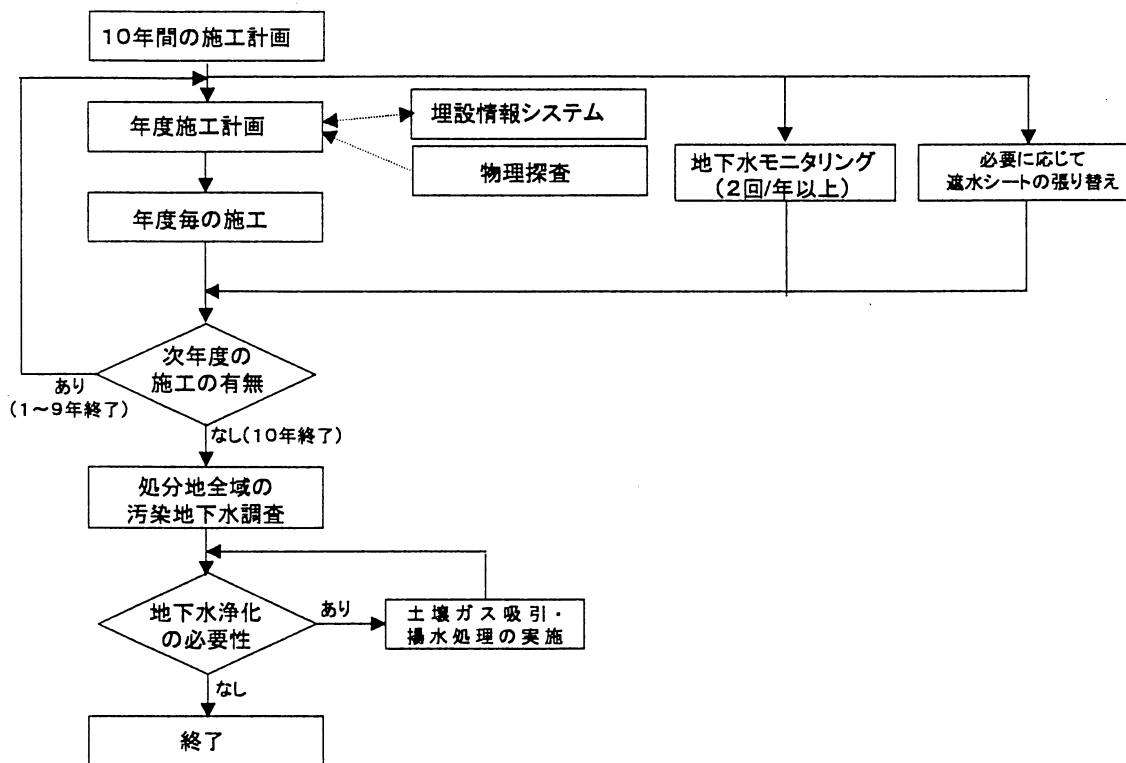 10年間の施工計画
年度施工計画
埋設情報システム
物理探査
地下水モニタリング
(2回/年以上)
必要に応じて
遮水シートの張り替え
年度毎の施工
次年度の
施工の有無
あり
(1~9年終了)
なし(10年終了)
処分地全域の
汚染地下水調査
地下水浄化
の必要性
あり
土壌ガス吸引・
揚水処理の実施
なし
終了